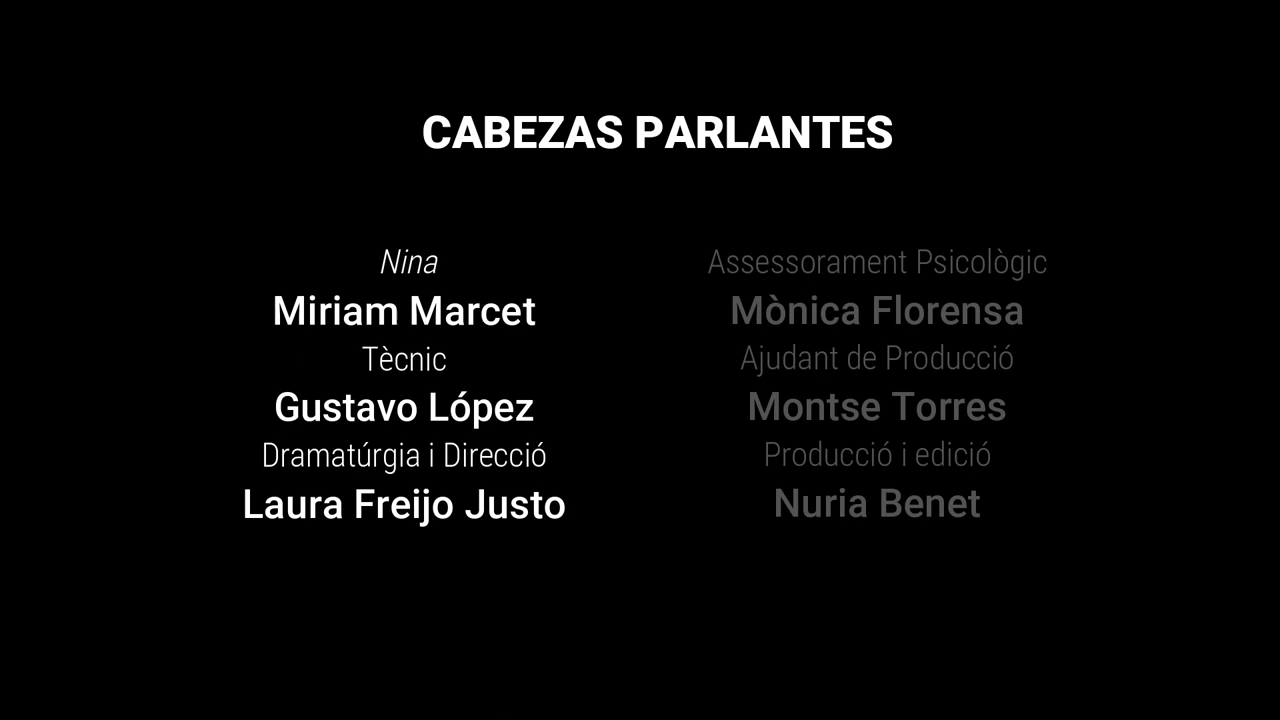 CABEZAS PARLANTES
Nina
Miriam Marcet
Tècnic
Gustavo López
Dramatúrgia i Direcció
Laura Freijo Justo
Assessorament Psicològic
Mònica Florensa
Ajudant de Producció
Montse Torres
Producció i edició
Nuria Benet